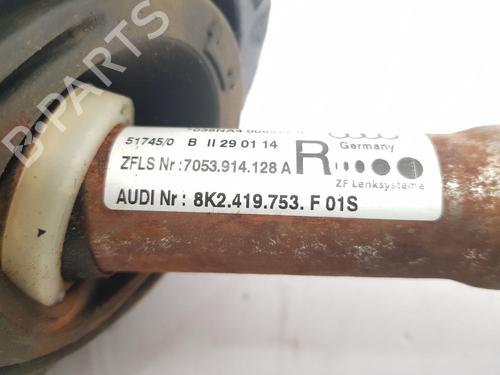 B-PARTS
51745/0 B II 29 01 14
ZFLS Nr : 7053.914.128 A
AUDI Nr : 8K2.419.753. F 01S
R
Germany
ZF Lenksysteme